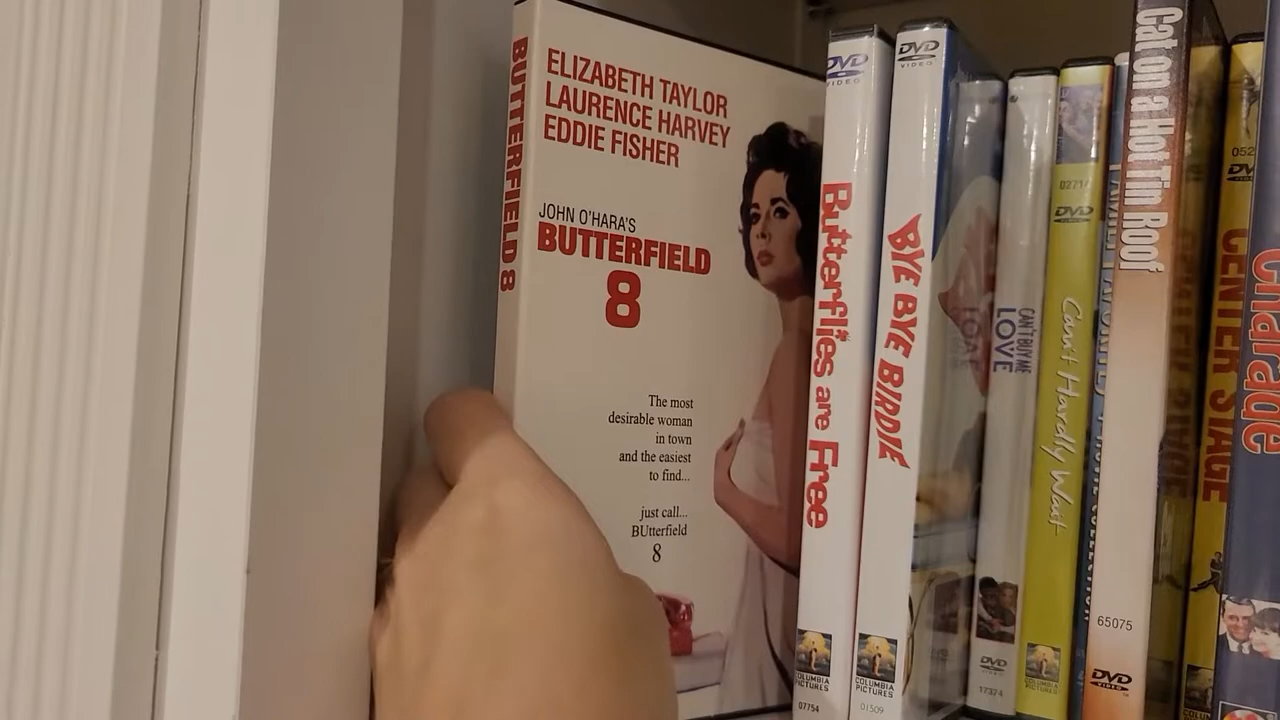 BUTTERFIELD 8
ELIZABETH TAYLOR
LAURENCE HARVEY
EDDIE FISHER
JOHN O'HARA'S
BUTTERFIELD
8
The most
desirable woman
in town
and the easiest
to find...
just call...
BUtterfield
8
DVD
VIDEO
Butterflies are Free
COLUMBIA
PICTURES
07754
DVD
VIDEO
BYE BYE BIRDIE
COLUMBIA
PICTURES
01509
CAN'T BUY ME
LOVE
DVD
17374
02714
DVD
Can't Hardly Wait
COLUMBIA
PICTURES
Cat on a Hot Tin Roof
65075
DVD
VIDEO
052
CENTER STAGE
Charade